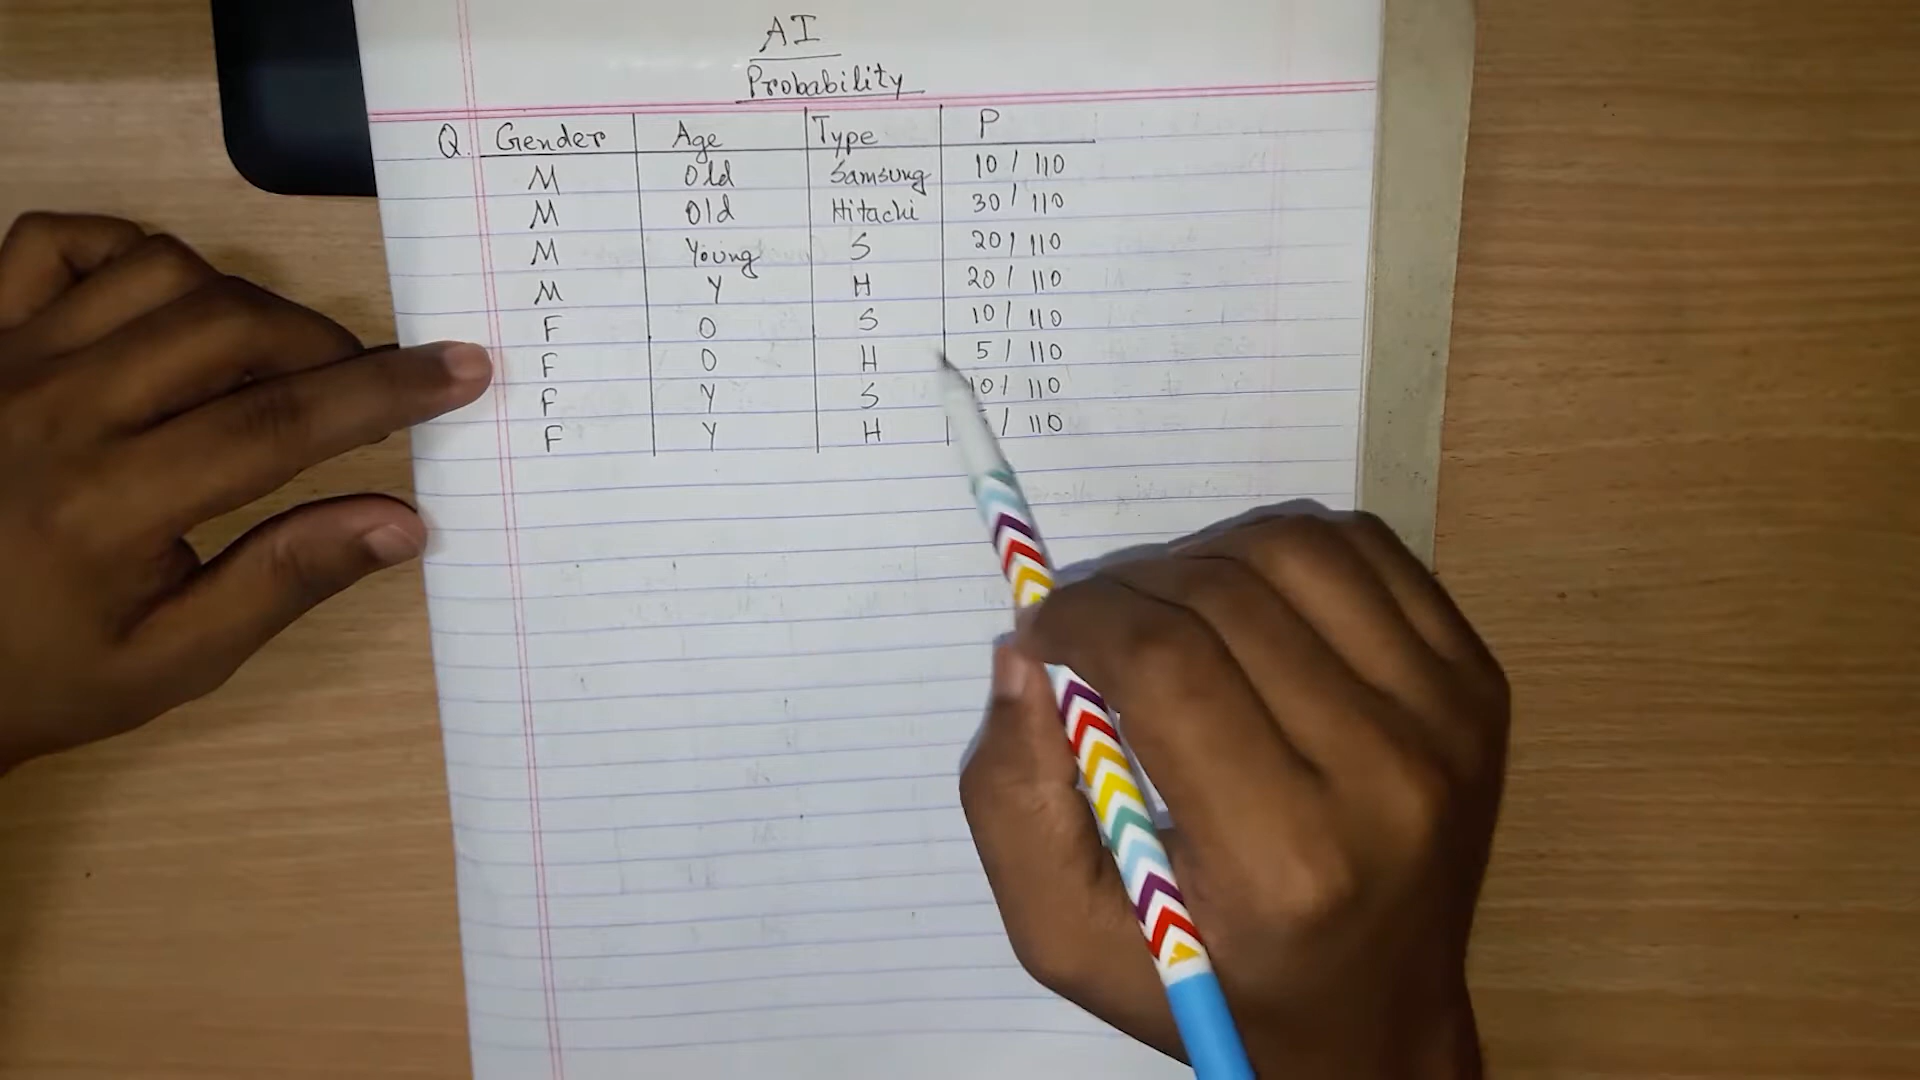 AI
Probability
Q. Gender Age Type P
M Old Samsung 10 / 110
M Old Hitachi 30 / 110
M Young S 20 / 110
M Y H 20 / 110
F O S 10 / 110
F O H 5 / 110
F Y S 10 / 110
F Y H / 110